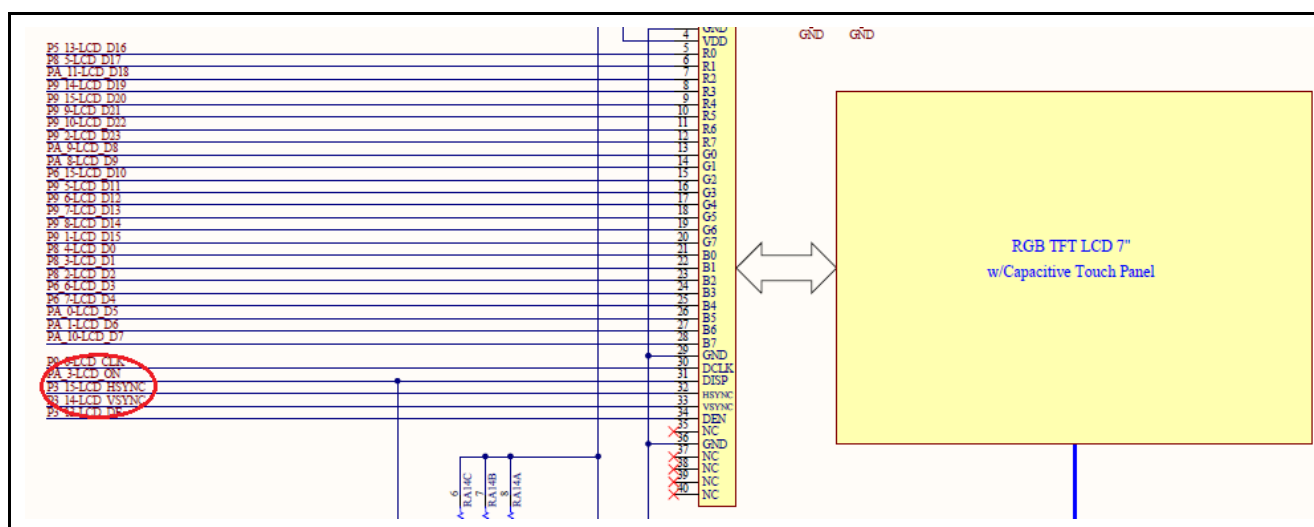 GND GND GND
4 VDD
P5_13-LCD_D16 5 R0
P8_5-LCD_D17 6 R1
PA_11-LCD_D18 7 R2
P9_14-LCD_D19 8 R3
P9_15-LCD_D20 9 R4
P9_9-LCD_D21 10 R5
P9_10-LCD_D22 11 R6
P9_2-LCD_D23 12 R7
PA_9-LCD_D8 13 G0
PA_8-LCD_D9 14 G1
P6_15-LCD_D10 15 G2
P9_5-LCD_D11 16 G3
P9_6-LCD_D12 17 G4
P9_7-LCD_D13 18 G5
P9_8-LCD_D14 19 G6
P9_1-LCD_D15 20 G7
P8_4-LCD_D0 21 B0
P8_3-LCD_D1 22 B1
P8_2-LCD_D2 23 B2
P6_6-LCD_D3 24 B3
P6_7-LCD_D4 25 B4
PA_0-LCD_D5 26 B5
PA_1-LCD_D6 27 B6
PA_10-LCD_D7 28 B7
29 GND
LCD_CLK 30 DCLK
PA_3-LCD_ON 31 DISP
P3_15-LCD_HSYNC 32 HSYNC
P3_14-LCD_VSYNC 33 VSYNC
LCD_DE 34 DEN
35 NC
36 GND
37 NC
38 NC
39 NC
40 NC
6 RA14C
7 RA14B
8 RA14A
RGB TFT LCD 7"
w/Capacitive Touch Panel